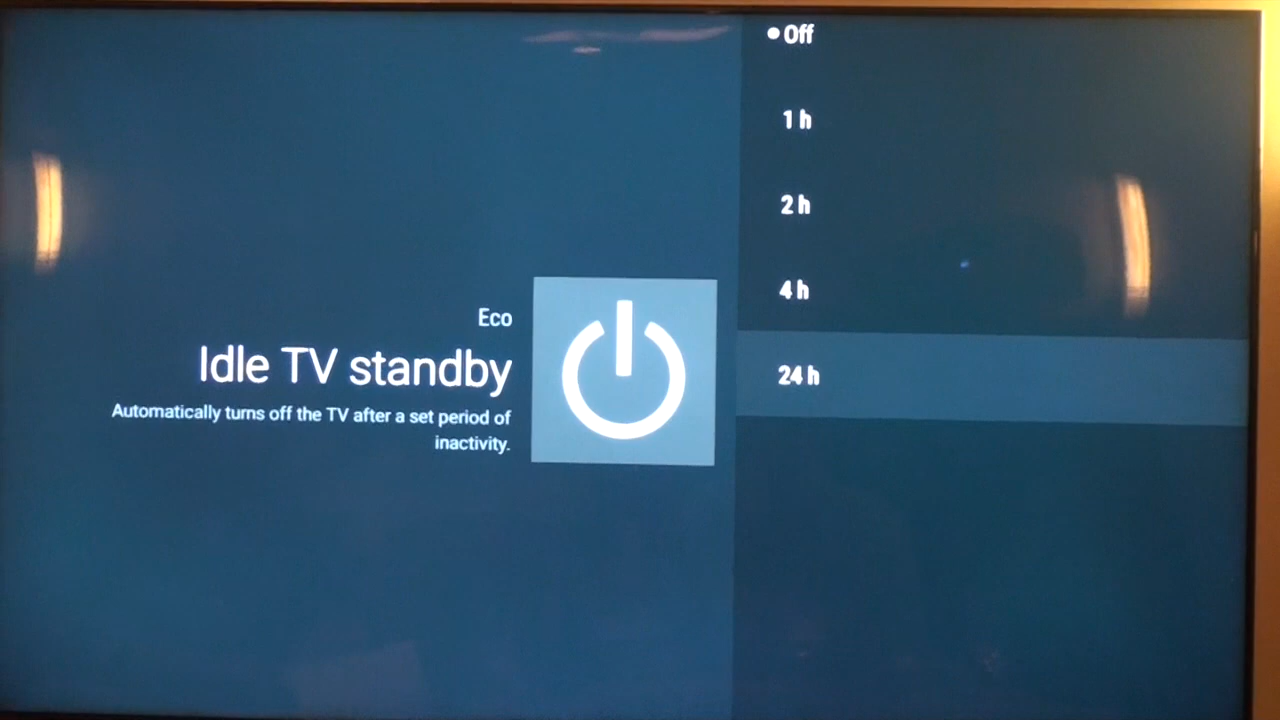 Eco
Idle TV standby
Automatically turns off the TV after a set period of
inactivity.
Off
1 h
2 h
4 h
24 h